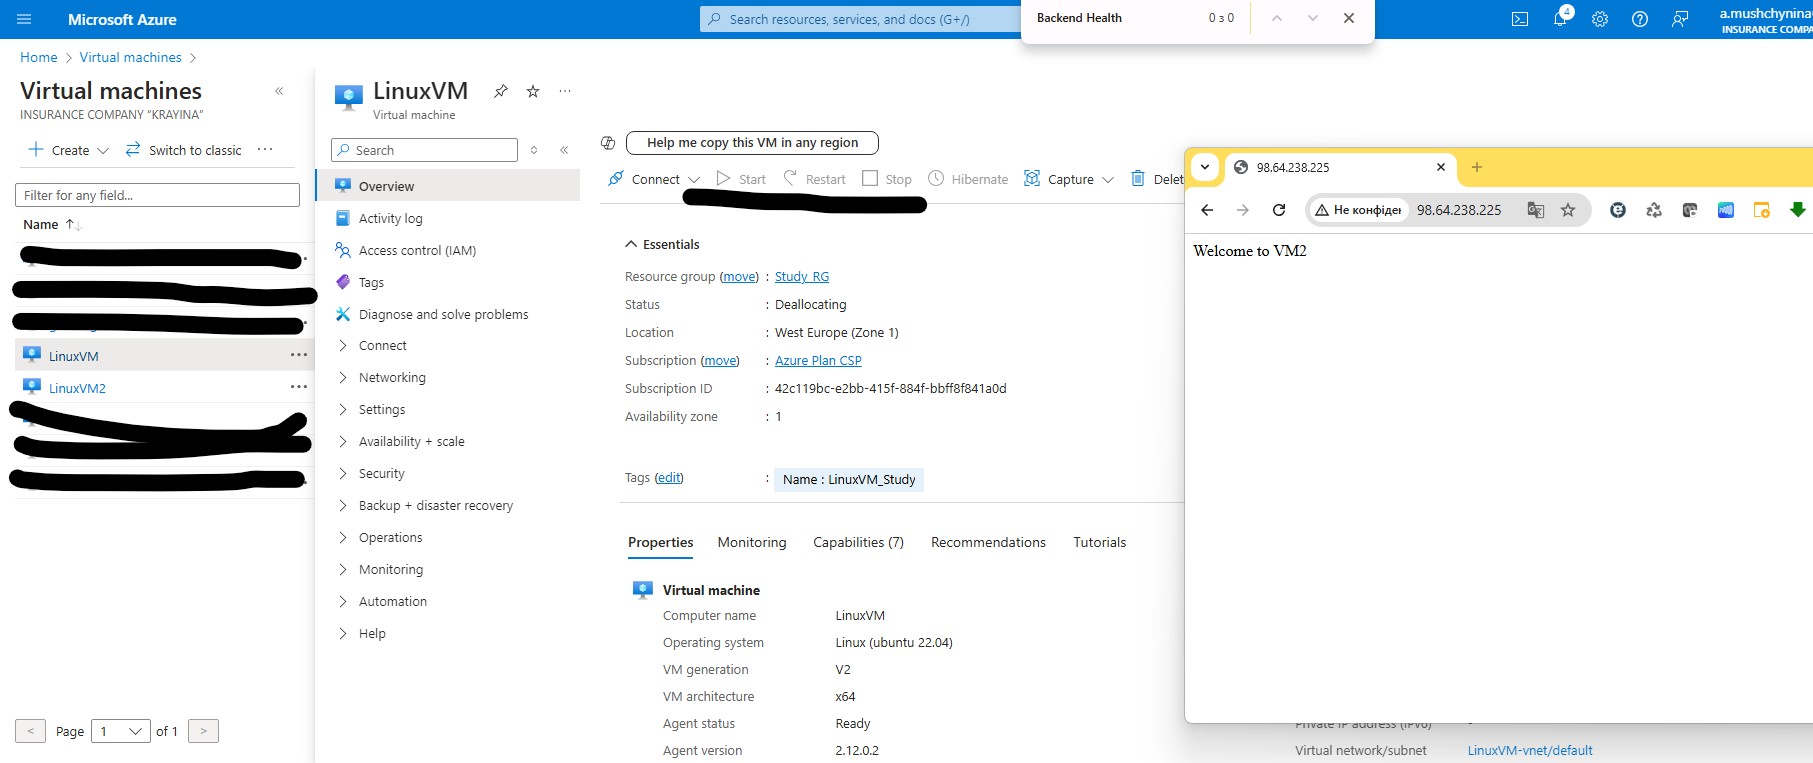 Microsoft Azure
Search resources, services, and docs (G+/)
Backend Health
0 з 0
4
a.mushchynina
INSURANCE COMPA
Home > Virtual machines >
Virtual machines
INSURANCE COMPANY “KRAYINA”
Create
Switch to classic
Filter for any field...
Name
LinuxVM
LinuxVM2
< Page 1 of 1 >
LinuxVM
Virtual machine
Search
Overview
Activity log
Access control (IAM)
Tags
Diagnose and solve problems
Connect
Networking
Settings
Availability + scale
Security
Backup + disaster recovery
Operations
Monitoring
Automation
Help
Help me copy this VM in any region
Connect
Start
Restart
Stop
Hibernate
Capture
Delet
Essentials
Resource group (move) : Study_RG
Status : Deallocating
Location : West Europe (Zone 1)
Subscription (move) : Azure Plan CSP
Subscription ID : 42c119bc-e2bb-415f-884f-bbff8f841a0d
Availability zone : 1
Tags (edit) : Name : LinuxVM_Study
Properties
Monitoring
Capabilities (7)
Recommendations
Tutorials
Virtual machine
Computer name LinuxVM
Operating system Linux (ubuntu 22.04)
VM generation V2
VM architecture x64
Agent status Ready
Agent version 2.12.0.2
98.64.238.225
Не конфіден
98.64.238.225
Welcome to VM2
Private IP address (IPv6) -
Virtual network/subnet LinuxVM-vnet/default